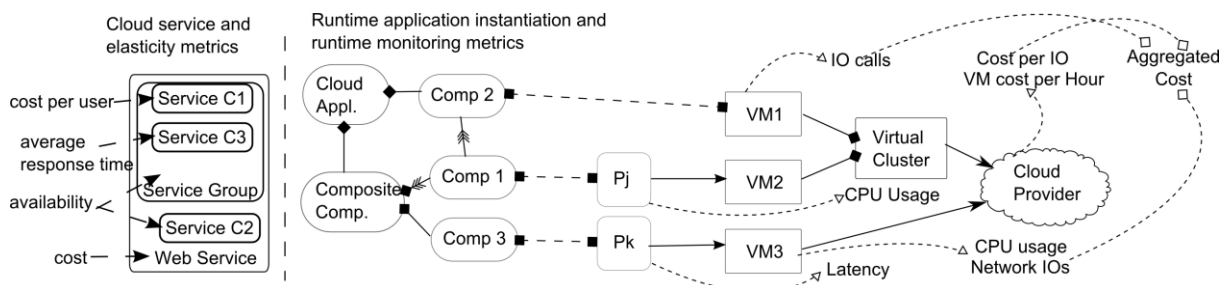 Cloud service and
elasticity metrics
Runtime application instantiation and
runtime monitoring metrics
cost per user
Service C1
average
response time
Service C3
Service Group
availability
Service C2
cost
Web Service
Cloud
Appl.
Comp 2
Composite
Comp.
Comp 1
Comp 3
Pj
Pk
VM1
VM2
VM3
IO calls
Virtual
Cluster
CPU Usage
Latency
Cost per IO
VM cost per Hour
Aggregated
Cost
Cloud
Provider
CPU usage
Network IOs